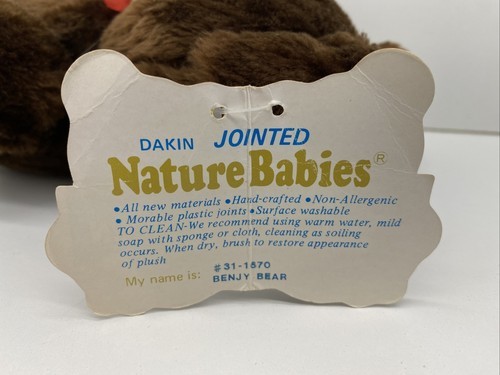 DAKIN JOINTED
Nature Babies®
•All new materials •Hand-crafted •Non-Allergenic
• Morable plastic joints •Surface washable
TO CLEAN-We recommend using warm water, mild
soap with sponge or cloth, cleaning as soiling
occurs. When dry, brush to restore appearance
of plush
#31-1570
My name is: BENJY BEAR